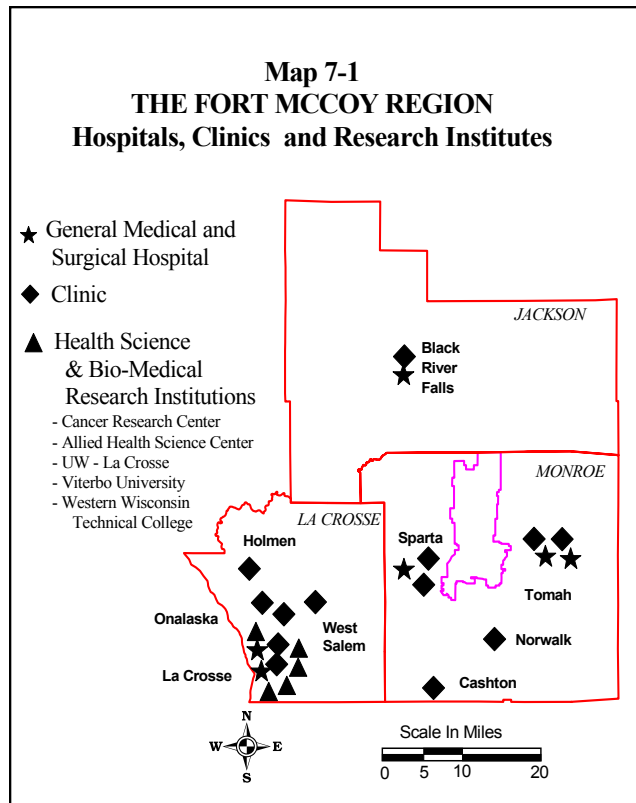 Map 7-1
THE FORT MCCOY REGION
Hospitals, Clinics and Research Institutes
General Medical and
Surgical Hospital
Clinic
Health Science
& Bio-Medical
Research Institutions
- Cancer Research Center
- Allied Health Science Center
- UW - La Crosse
- Viterbo University
- Western Wisconsin
Technical College
JACKSON
Black
River
Falls
MONROE
LA CROSSE
Holmen
Sparta
Onalaska
West
Salem
Tomah
Norwalk
La Crosse
Cashton
N
W
E
S
Scale In Miles
0 5 10 20